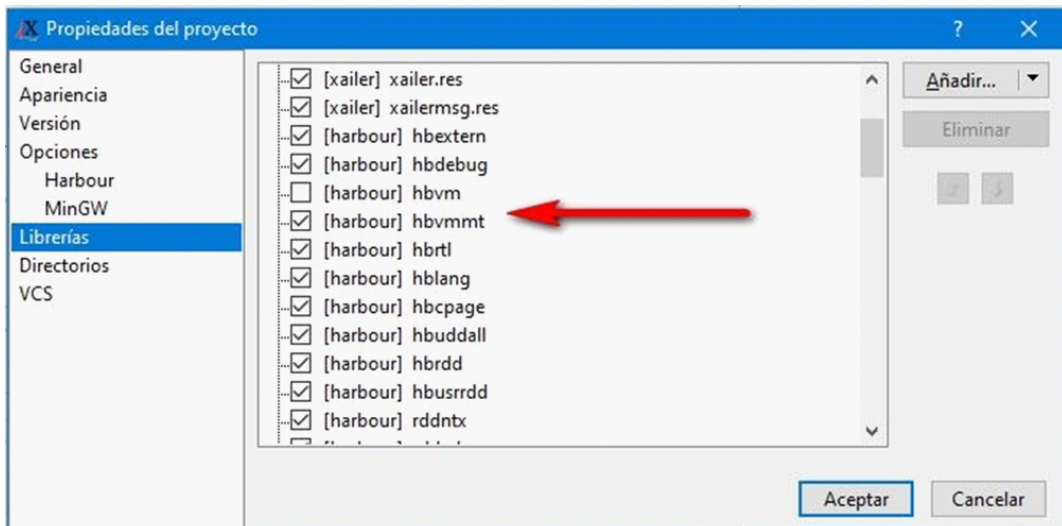 Propiedades del proyecto
General
Apariencia
Versión
Opciones
Harbour
MinGW
Librerías
Directorios
VCS
[xailer] xailer.res
[xailer] xailermsg.res
[harbour] hbextern
[harbour] hbdebug
[harbour] hbvm
[harbour] hbvmmt
[harbour] hbrtl
[harbour] hblang
[harbour] hbcpage
[harbour] hbuddall
[harbour] hbrdd
[harbour] hbusrrdd
[harbour] rddntx
Añadir...
Eliminar
Aceptar
Cancelar